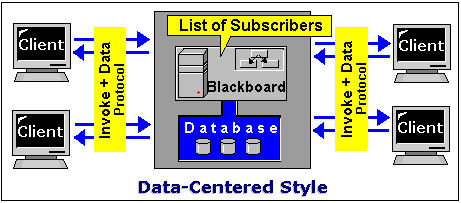 List of Subscribers
Client
Invoke + Data
Protocol
Blackboard
Invoke + Data
Protocol
Client
Client
Database
Client
Data-Centered Style